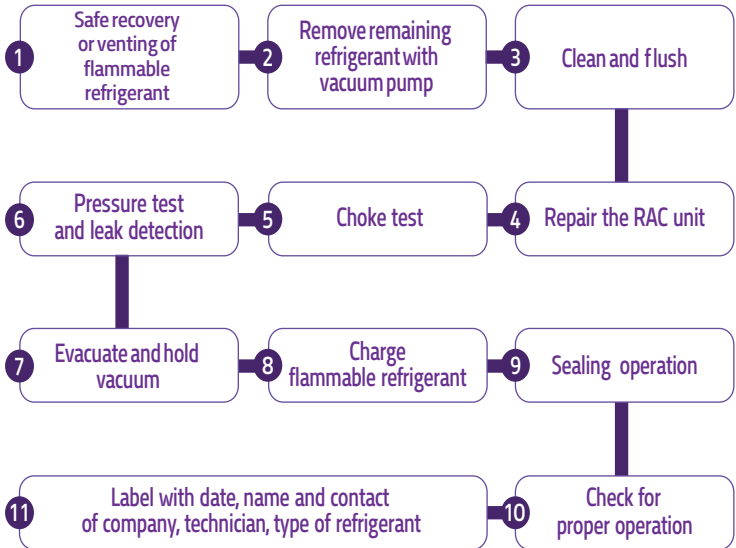 1
Safe recovery
or venting of
flammable
refrigerant
2
Remove remaining
refrigerant with
vacuum pump
3
Clean and flush
4
Repair the RAC unit
5
Choke test
6
Pressure test
and leak detection
7
Evacuate and hold
vacuum
8
Charge
flammable refrigerant
9
Sealing operation
10
Check for
proper operation
11
Label with date, name and contact
of company, technician, type of refrigerant